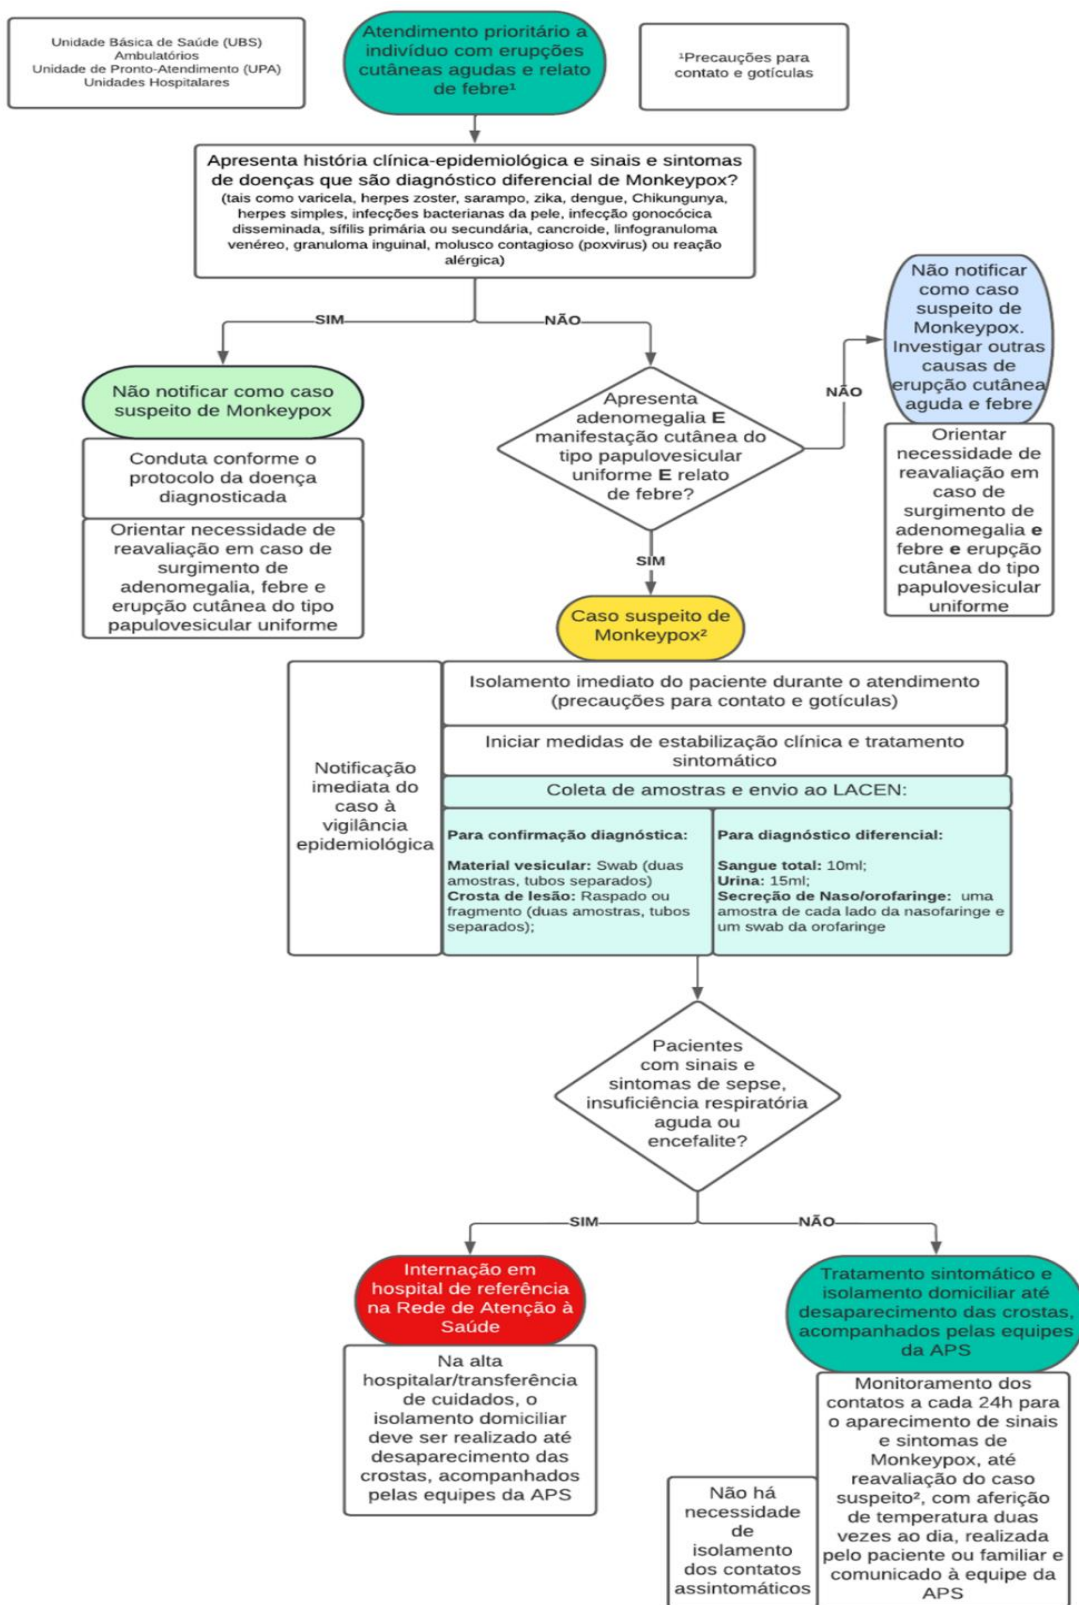 Unidade Básica de Saúde (UBS)
Ambulatórios
Unidade de Pronto-Atendimento (UPA)
Unidades Hospitalares
Atendimento prioritário a
indivíduo com erupções
cutâneas agudas e relato
de febre¹
¹Precauções para
contato e gotículas
Apresenta história clínica-epidemiológica e sinais e sintomas
de doenças que são diagnóstico diferencial de Monkeypox?
(tais como varicela, herpes zoster, sarampo, zika, dengue, Chikungunya,
herpes simples, infecções bacterianas da pele, infecção gonocócica
disseminada, sífilis primária ou secundária, cancroide, linfogranuloma
venéreo, granuloma inguinal, molusco contagioso (poxvirus) ou reação
alérgica)
SIM
NÃO
Não notificar como caso
suspeito de Monkeypox
Conduta conforme o
protocolo da doença
diagnosticada
Orientar necessidade de
reavaliação em caso de
surgimento de
adenomegalia, febre e
erupção cutânea do tipo
papulovesicular uniforme
Apresenta
adenomegalia E
manifestação cutânea do
tipo papulovesicular
uniforme E relato
de febre?
NÃO
Não notificar
como caso
suspeito de
Monkeypox.
Investigar outras
causas de
erupção cutânea
aguda e febre
Orientar
necessidade de
reavaliação em
caso de
surgimento de
adenomegalia e
febre e erupção
cutânea do tipo
papulovesicular
uniforme
SIM
Caso suspeito de
Monkeypox²
Notificação
imediata do
caso à
vigilância
epidemiológica
Isolamento imediato do paciente durante o atendimento
(precauções para contato e gotículas)
Iniciar medidas de estabilização clínica e tratamento
sintomático
Coleta de amostras e envio ao LACEN:
Para confirmação diagnóstica:
Material vesicular: Swab (duas
amostras, tubos separados)
Crosta de lesão: Raspado ou
fragmento (duas amostras, tubos
separados);
Para diagnóstico diferencial:
Sangue total: 10ml;
Urina: 15ml;
Secreção de Naso/orofaringe: uma
amostra de cada lado da nasofaringe e
um swab da orofaringe
Pacientes
com sinais e
sintomas de sepse,
insuficiência respiratória
aguda ou
encefalite?
SIM
NÃO
Internação em
hospital de referência
na Rede de Atenção à
Saúde
Na alta
hospitalar/transferência
de cuidados, o
isolamento domiciliar
deve ser realizado até
desaparecimento das
crostas, acompanhados
pelas equipes da APS
Tratamento sintomático e
isolamento domiciliar até
desaparecimento das crostas,
acompanhados pelas equipes
da APS
Não há
necessidade
de
isolamento
dos contatos
assintomáticos
Monitoramento dos
contatos a cada 24h para
o aparecimento de sinais
e sintomas de
Monkeypox, até
reavaliação do caso
suspeito², com aferição
de temperatura duas
vezes ao dia, realizada
pelo paciente ou familiar e
comunicado à equipe da
APS